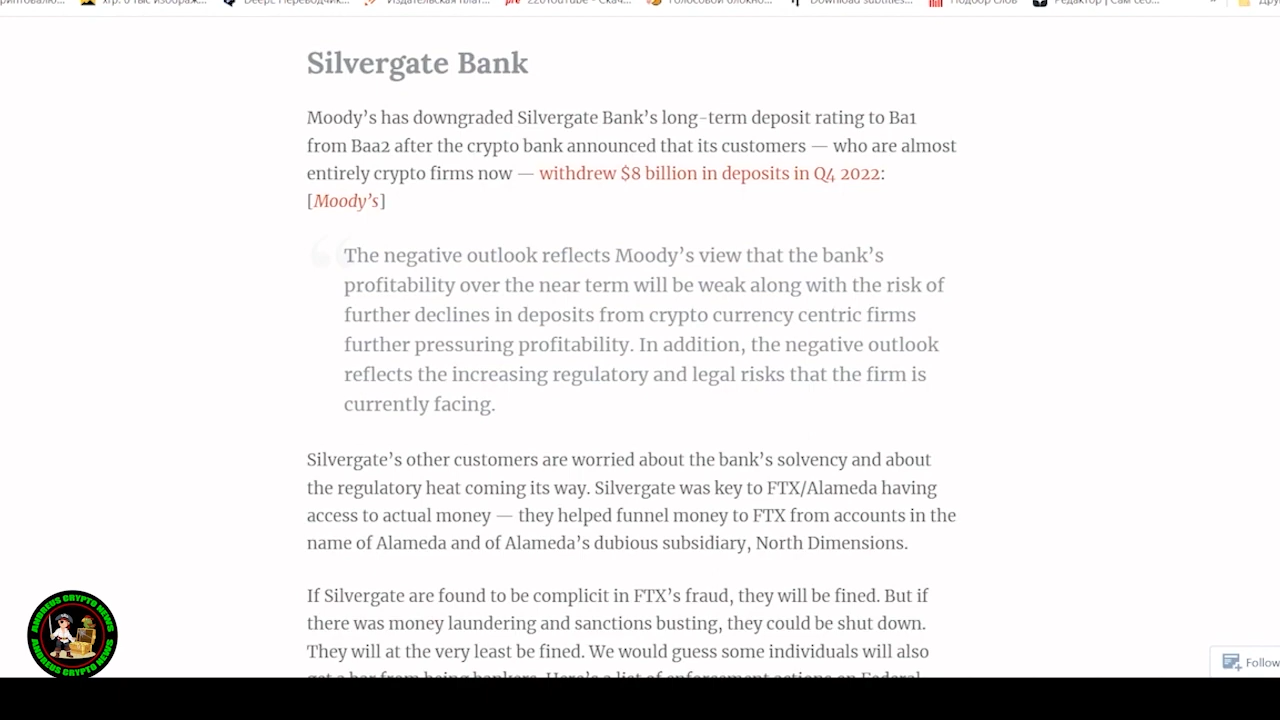 Silvergate Bank
Moody’s has downgraded Silvergate Bank’s long-term deposit rating to Ba1
from Baa2 after the crypto bank announced that its customers — who are almost
entirely crypto firms now — withdrew $8 billion in deposits in Q4 2022:
[Moody’s]
“The negative outlook reflects Moody’s view that the bank’s
profitability over the near term will be weak along with the risk of
further declines in deposits from crypto currency centric firms
further pressuring profitability. In addition, the negative outlook
reflects the increasing regulatory and legal risks that the firm is
currently facing.
Silvergate’s other customers are worried about the bank’s solvency and about
the regulatory heat coming its way. Silvergate was key to FTX/Alameda having
access to actual money — they helped funnel money to FTX from accounts in the
name of Alameda and of Alameda’s dubious subsidiary, North Dimensions.
If Silvergate are found to be complicit in FTX’s fraud, they will be fined. But if
there was money laundering and sanctions busting, they could be shut down.
They will at the very least be fined. We would guess some individuals will also
ANDREUS CRYPTO NEWS
ANDREUS CRYPTO NEWS
Follow